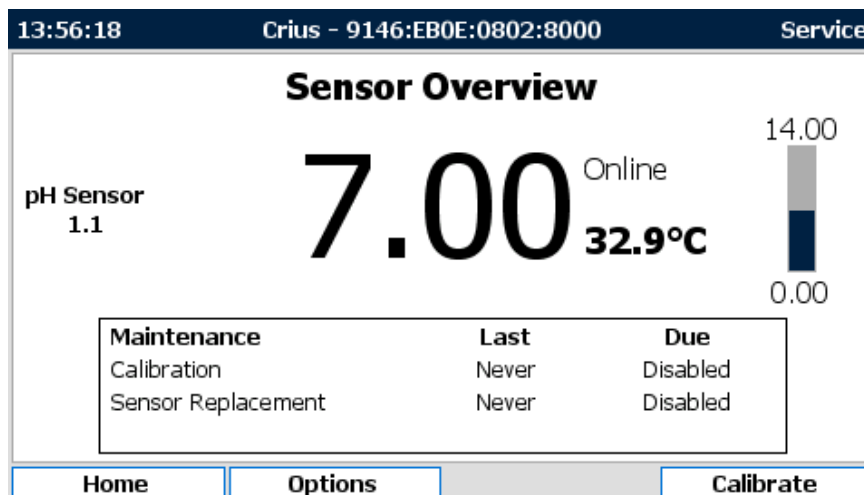 13:56:18 Crius - 9146:EB0E:0802:8000 Service
Sensor Overview
14.00
pH Sensor
1.1
7.00
Online
32.9°C
0.00
Maintenance Last Due
Calibration Never Disabled
Sensor Replacement Never Disabled
Home Options Calibrate